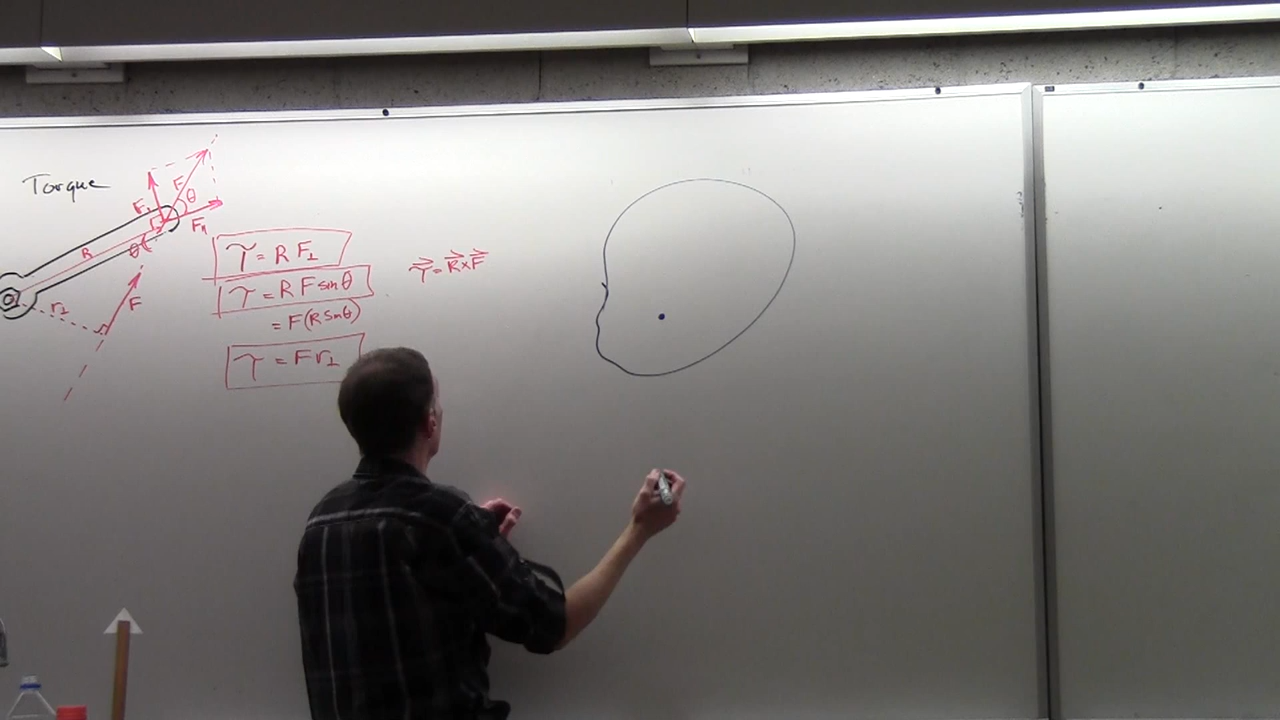 Torque
F⊥
F
θ
F∥
R
θ
F
r⊥
τ = R F⊥
τ = R F sinθ
= F(R sinθ)
τ = F r⊥
τ⃗ = R⃗ × F⃗